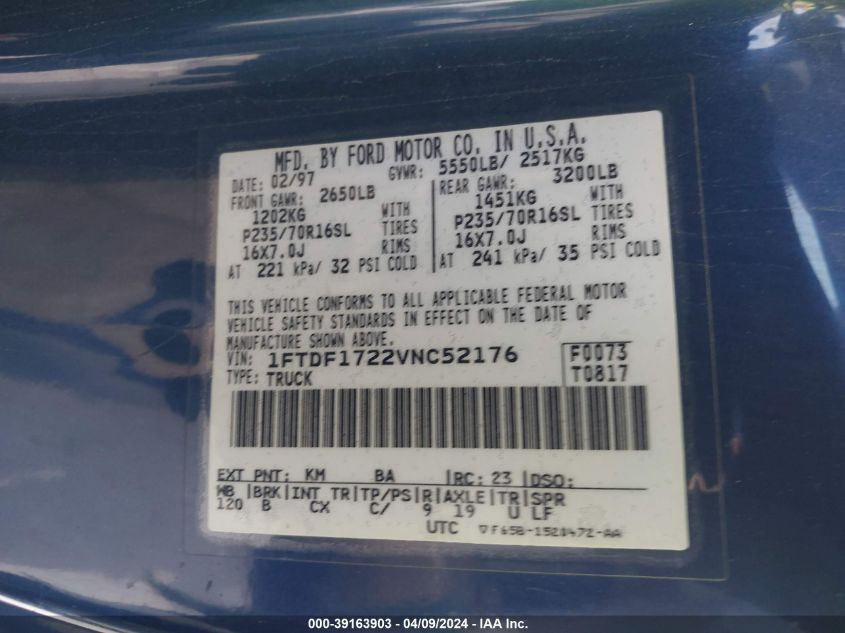 MFD. BY FORD MOTOR CO. IN U.S.A.
DATE: 02/97 GVWR: 5550LB/ 2517KG
FRONT GAWR: 2650LB REAR GAWR: 3200LB
1202KG WITH 1451KG WITH
P235/70R16SL TIRES P235/70R16SL TIRES
16X7.0J RIMS 16X7.0J RIMS
AT 221 kPa/ 32 PSI COLD AT 241 kPa/ 35 PSI COLD
THIS VEHICLE CONFORMS TO ALL APPLICABLE FEDERAL MOTOR
VEHICLE SAFETY STANDARDS IN EFFECT ON THE DATE OF
MANUFACTURE SHOWN ABOVE.
VIN: 1FTDF1722VNC52176 F0073
TYPE: TRUCK T0817
EXT PNT: KM BA RC: 23 DSO:
WB BRK INT TR TP/PS R AXLE TR SPR
120 B CX C/ 9 19 U LF
UTC F65B-1520472-AA
000-39163903 - 04/09/2024 - IFTDF1722VNC52176